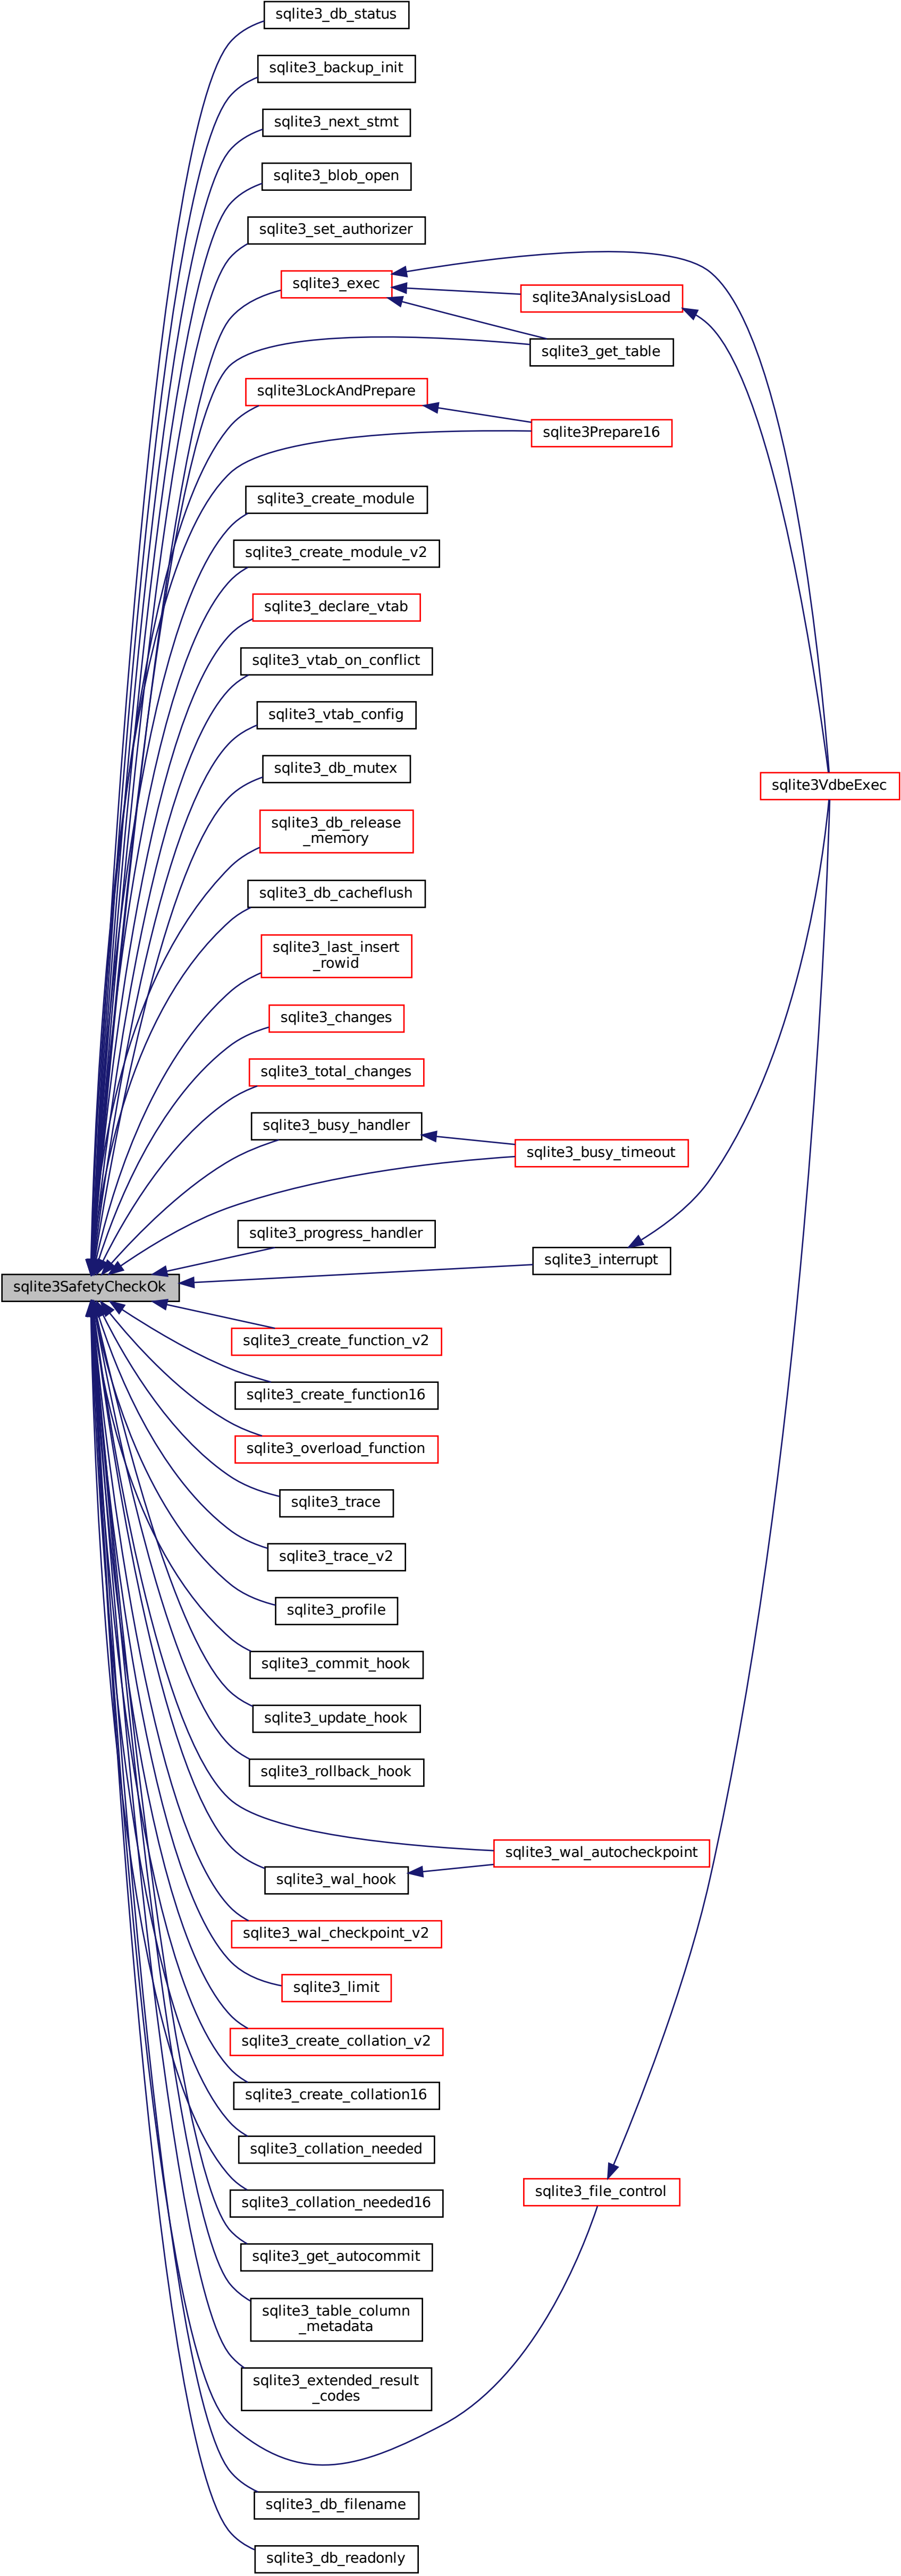 sqlite3_db_status
sqlite3_backup_init
sqlite3_next_stmt
sqlite3_blob_open
sqlite3_set_authorizer
sqlite3_exec
sqlite3AnalysisLoad
sqlite3_get_table
sqlite3LockAndPrepare
sqlite3Prepare16
sqlite3_create_module
sqlite3_create_module_v2
sqlite3_declare_vtab
sqlite3_vtab_on_conflict
sqlite3_vtab_config
sqlite3_db_mutex
sqlite3VdbeExec
sqlite3_db_release
_memory
sqlite3_db_cacheflush
sqlite3_last_insert
_rowid
sqlite3_changes
sqlite3_total_changes
sqlite3_busy_handler
sqlite3_busy_timeout
sqlite3_progress_handler
sqlite3_interrupt
sqlite3SafetyCheckOk
sqlite3_create_function_v2
sqlite3_create_function16
sqlite3_overload_function
sqlite3_trace
sqlite3_trace_v2
sqlite3_profile
sqlite3_commit_hook
sqlite3_update_hook
sqlite3_rollback_hook
sqlite3_wal_autocheckpoint
sqlite3_wal_hook
sqlite3_wal_checkpoint_v2
sqlite3_limit
sqlite3_create_collation_v2
sqlite3_create_collation16
sqlite3_collation_needed
sqlite3_file_control
sqlite3_collation_needed16
sqlite3_get_autocommit
sqlite3_table_column
_metadata
sqlite3_extended_result
_codes
sqlite3_db_filename
sqlite3_db_readonly